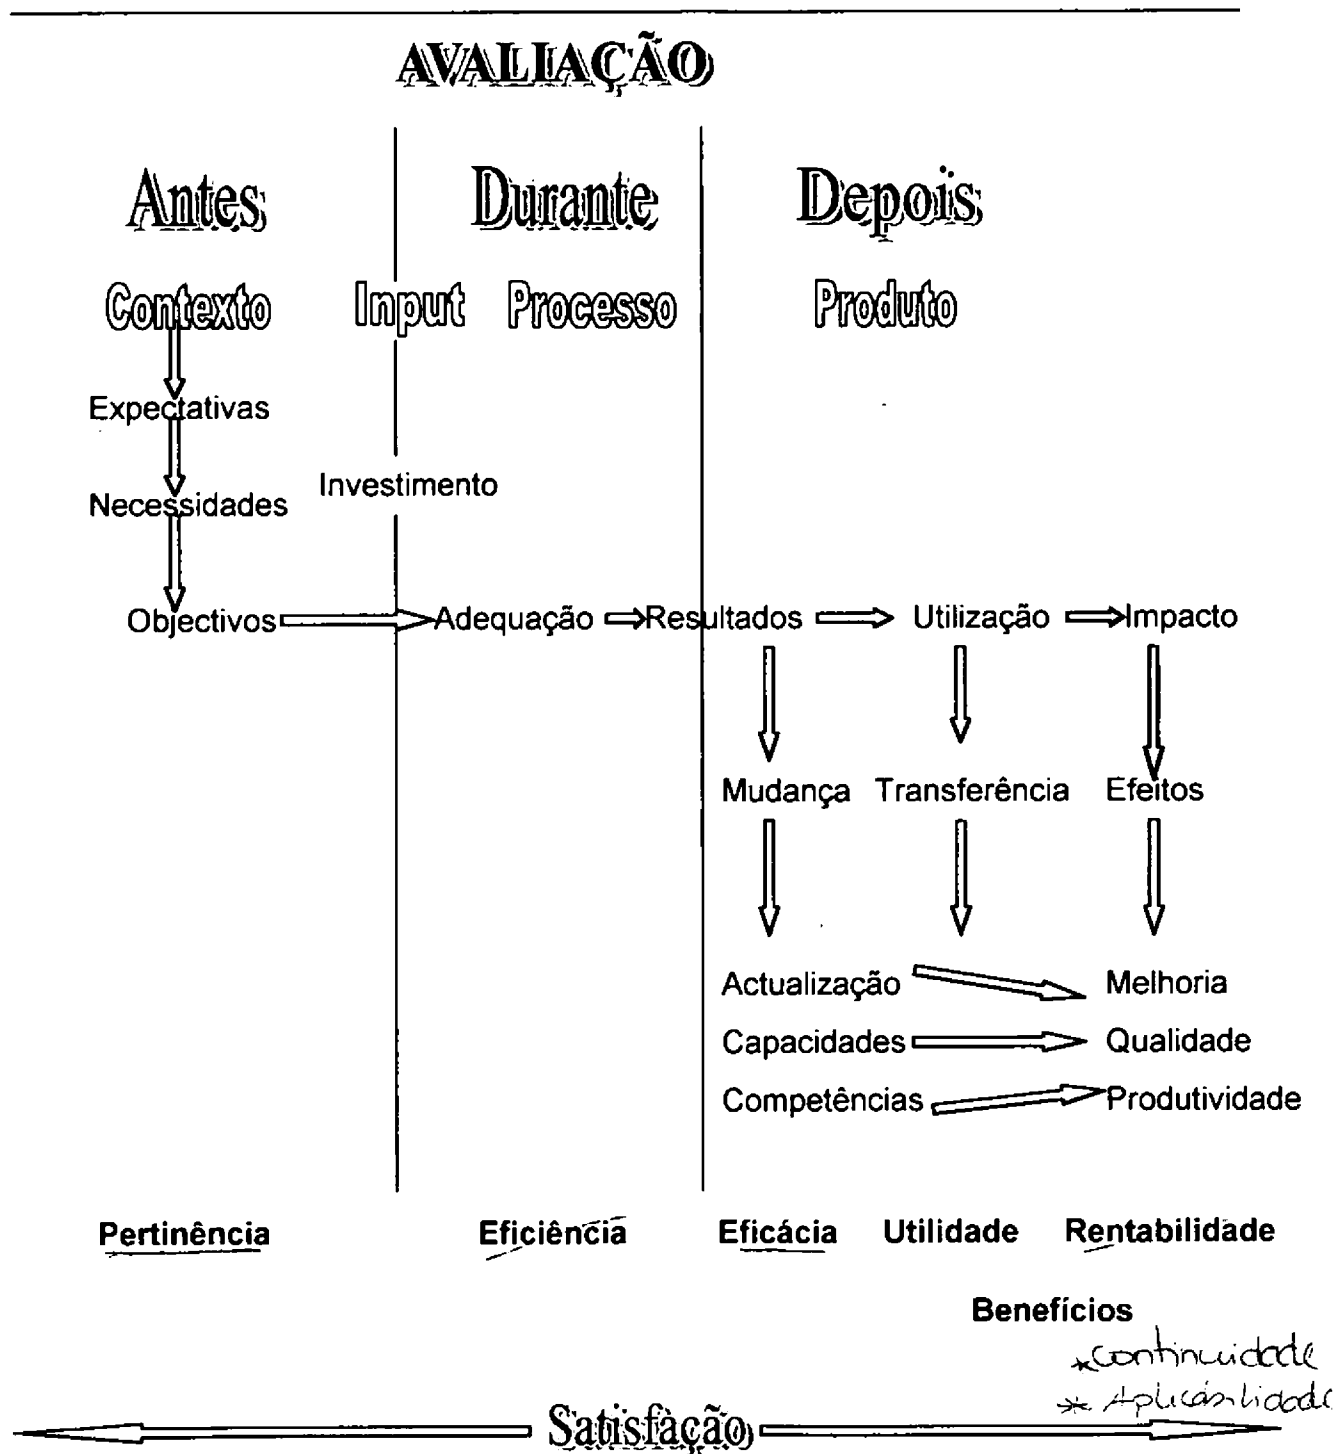 AVALIAÇÃO
Antes Durante Depois
Contexto Input Processo Produto
Expectativas
Necessidades Investimento
Objectivos Adequação Resultados Utilização Impacto
Mudança Transferência Efeitos
Actualização Melhoria
Capacidades Qualidade
Competências Produtividade
Pertinência Eficiência Eficácia Utilidade Rentabilidade
Benefícios
*Continuidade
* Aplicabilidade
Satisfação